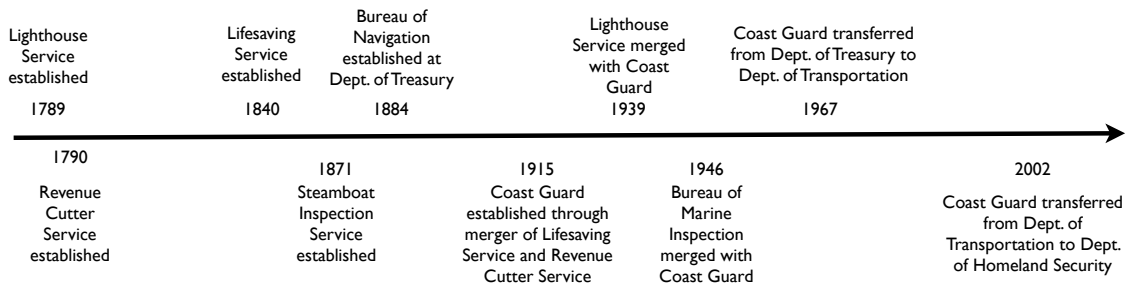 Lighthouse
Service
established
1789
Lifesaving
Service
established
1840
Bureau of
Navigation
established at
Dept. of Treasury
1884
Lighthouse
Service merged
with Coast
Guard
1939
Coast Guard transferred
from Dept. of Treasury to
Dept. of Transportation
1967
1790
Revenue
Cutter
Service
established
1871
Steamboat
Inspection
Service
established
1915
Coast Guard
established through
merger of Lifesaving
Service and Revenue
Cutter Service
1946
Bureau of
Marine
Inspection
merged with
Coast Guard
2002
Coast Guard transferred
from Dept. of
Transportation to Dept.
of Homeland Security